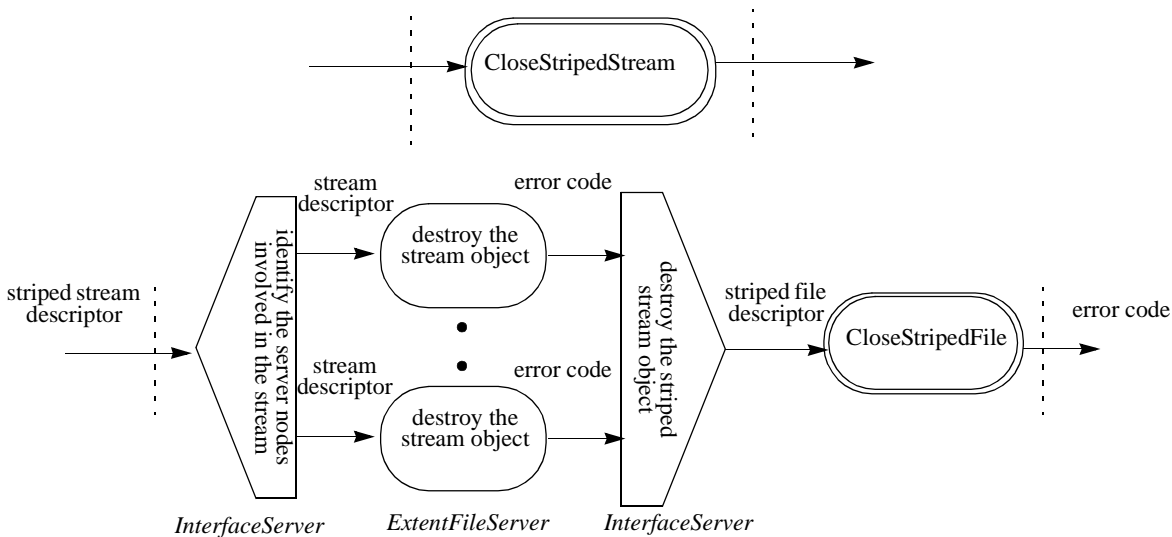 CloseStripedStream
striped stream
descriptor
identify the server nodes
involved in the stream
stream
descriptor
destroy the
stream object
error code
stream
descriptor
destroy the
stream object
error code
destroy the striped
stream object
striped file
descriptor
CloseStripedFile
error code
InterfaceServer
ExtentFileServer
InterfaceServer